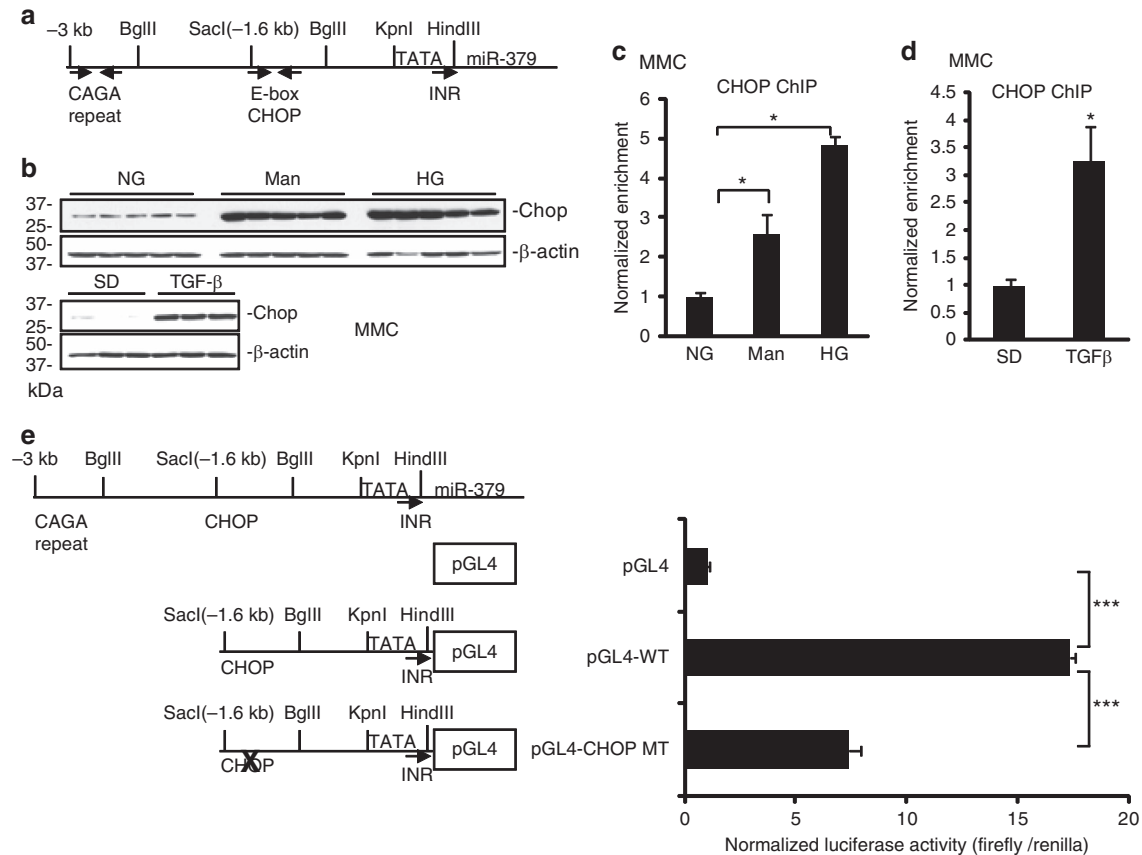 a
–3 kb BglII SacI(–1.6 kb) BglII KpnI HindIII
TATA miR-379
CAGA repeat
E-box CHOP
INR
b
NG Man HG
37-
25-
-Chop
50-
37-
-β-actin
SD TGF-β
37-
25-
-Chop
MMC
50-
37-
-β-actin
kDa
c
MMC
CHOP ChIP
Normalized enrichment
6
5
4
3
2
1
0
*
*
NG Man HG
d
MMC
CHOP ChIP
Normalized enrichment
4.5
4
3.5
3
2.5
2
1.5
1
0.5
0
*
SD TGFβ
e
–3 kb BglII SacI(–1.6 kb) BglII KpnI HindIII
TATA miR-379
CAGA repeat
CHOP
INR
pGL4
SacI(–1.6 kb) BglII KpnI HindIII
TATA
pGL4
CHOP
INR
SacI(–1.6 kb) BglII KpnI HindIII
TATA
pGL4
CHOP
X
INR
pGL4
pGL4-WT
pGL4-CHOP MT
***
***
0 5 10 15 20
Normalized luciferase activity (firefly /renilla)